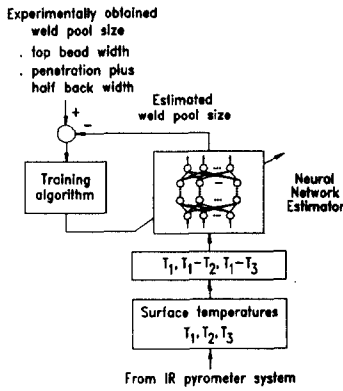 Experimentally obtained
weld pool size
. top bead width
. penetration plus
half back width
+
-
Estimated
weld pool size
Training
algorithm
Neural
Network
Estimator
T₁, T₁-T₂, T₁-T₃
Surface temperatures
T₁, T₂, T₃
From IR pyrometer system